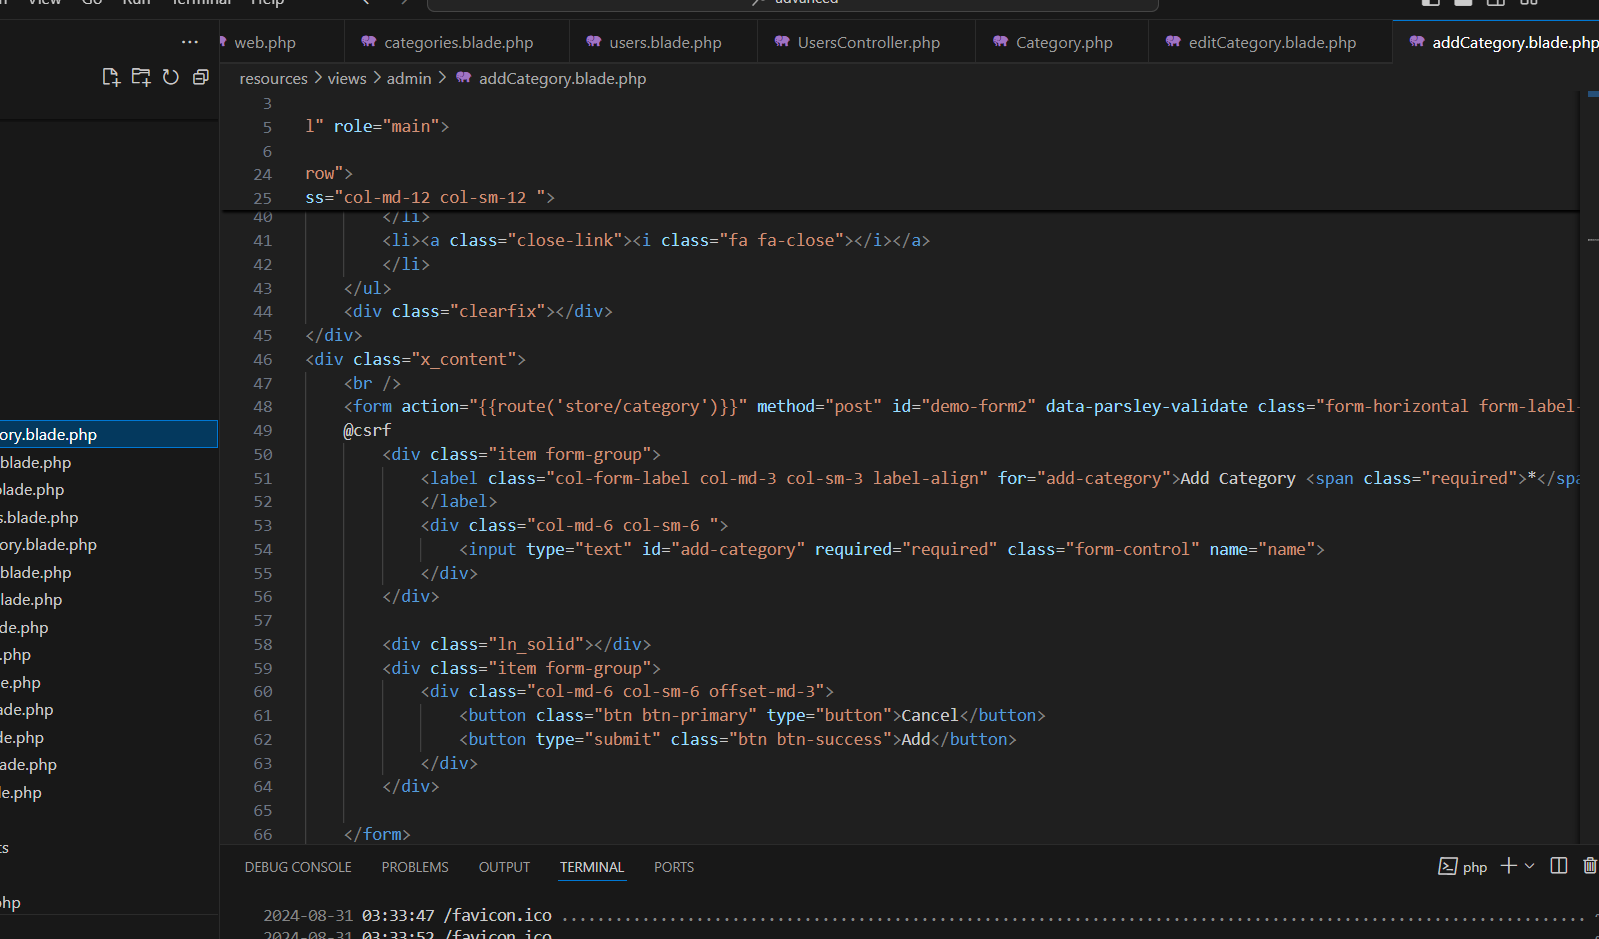 View Go Run Terminal Help
advanced
web.php categories.blade.php users.blade.php UsersController.php Category.php editCategory.blade.php addCategory.blade.php
resources > views > admin > addCategory.blade.php
3
5 l" role="main">
6
24 row">
25 ss="col-md-12 col-sm-12 ">
40 </li>
41 <li><a class="close-link"><i class="fa fa-close"></i></a>
42 </li>
43 </ul>
44 <div class="clearfix"></div>
45 </div>
46 <div class="x_content">
47 <br />
48 <form action="{{route('store/category')}}" method="post" id="demo-form2" data-parsley-validate class="form-horizontal form-label-
49 @csrf
50 <div class="item form-group">
51 <label class="col-form-label col-md-3 col-sm-3 label-align" for="add-category">Add Category <span class="required">*</spa
52 </label>
53 <div class="col-md-6 col-sm-6 ">
54 <input type="text" id="add-category" required="required" class="form-control" name="name">
55 </div>
56 </div>
57
58 <div class="ln_solid"></div>
59 <div class="item form-group">
60 <div class="col-md-6 col-sm-6 offset-md-3">
61 <button class="btn btn-primary" type="button">Cancel</button>
62 <button type="submit" class="btn btn-success">Add</button>
63 </div>
64 </div>
65
66 </form>
ory.blade.php
blade.php
lade.php
s.blade.php
ory.blade.php
blade.php
lade.php
de.php
.php
e.php
ade.php
de.php
ade.php
le.php
ts
hp
DEBUG CONSOLE PROBLEMS OUTPUT TERMINAL PORTS
php
2024-08-31 03:33:47 /favicon.ico
2024-08-31 03:33:52 /favicon.ico